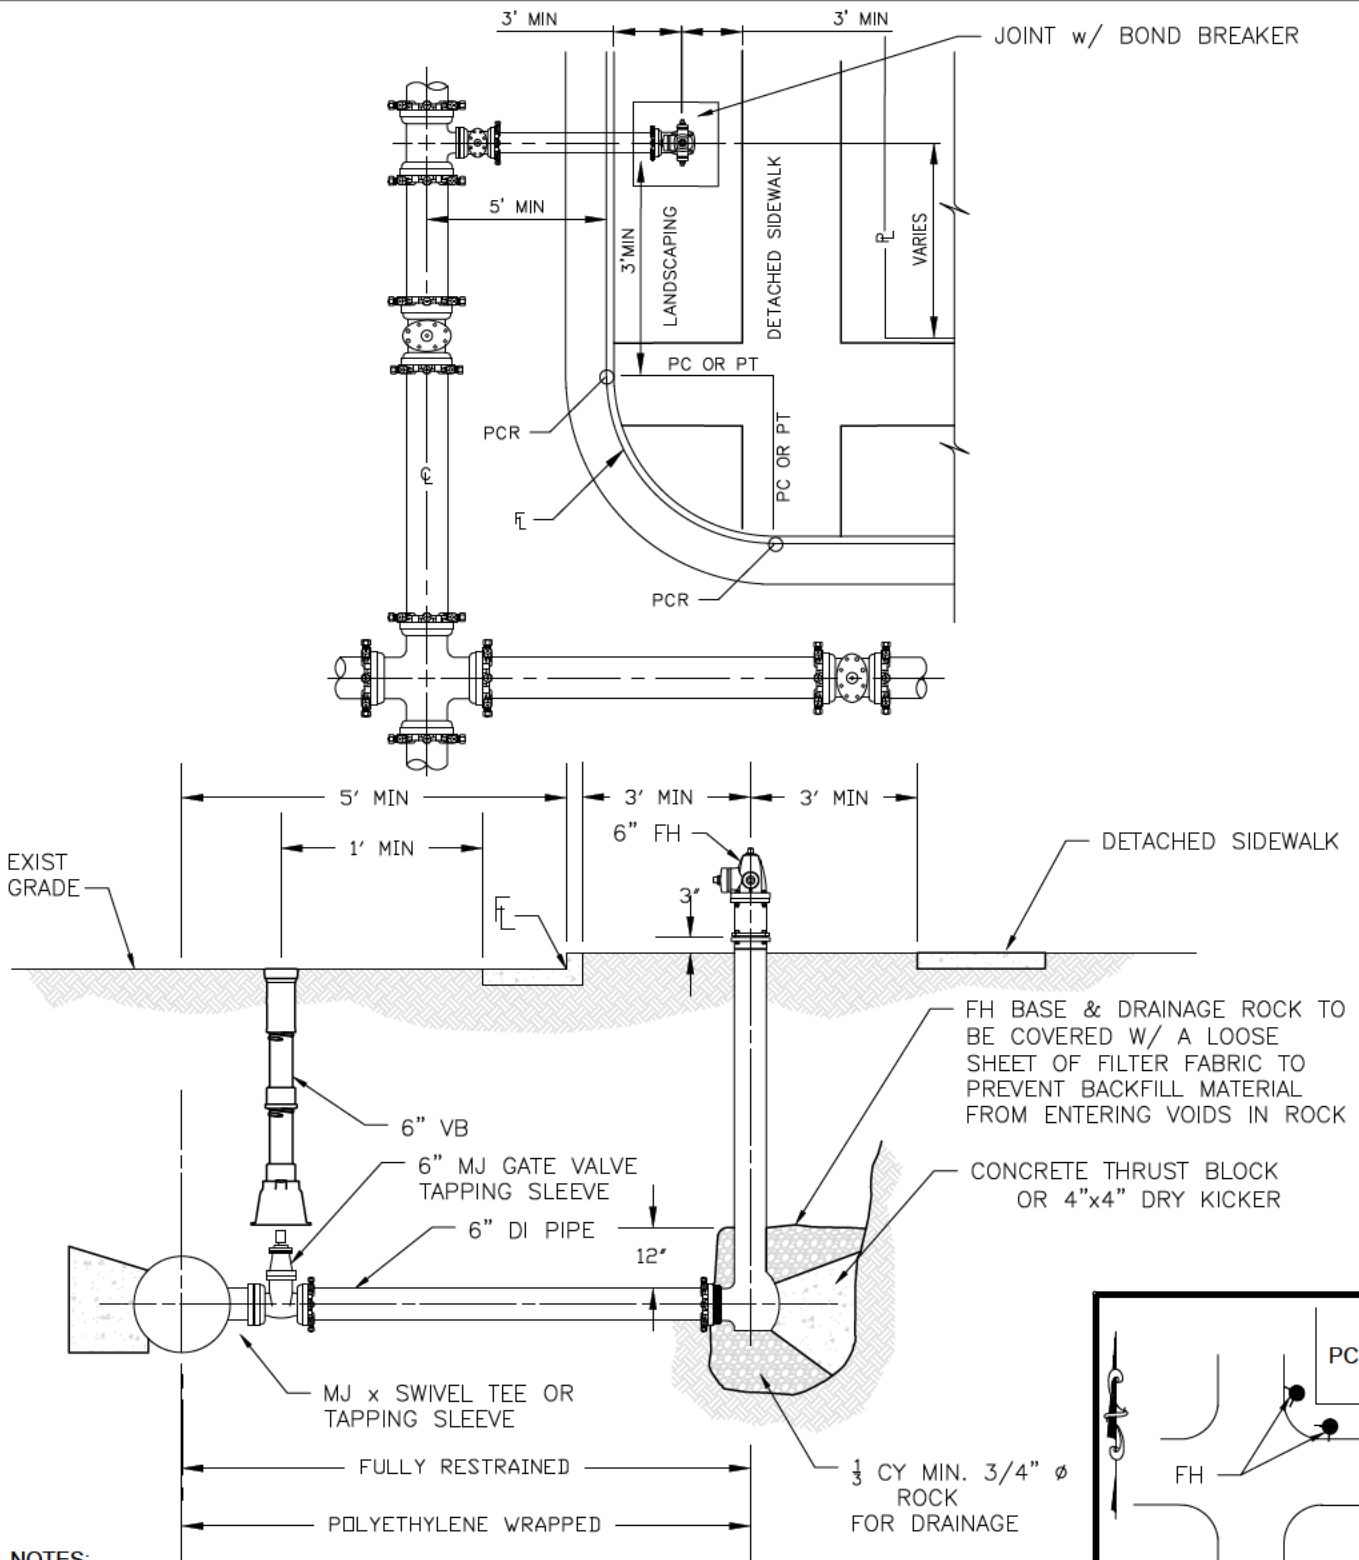 3' MIN
3' MIN
JOINT w/ BOND BREAKER
5' MIN
3'MIN
LANDSCAPING
DETACHED SIDEWALK
PL
VARIES
PC OR PT
PC OR PT
PCR
CL
FL
PCR
5' MIN
3' MIN
3' MIN
6" FH
1' MIN
DETACHED SIDEWALK
EXIST
GRADE
3"
FL
FH BASE & DRAINAGE ROCK TO
BE COVERED W/ A LOOSE
SHEET OF FILTER FABRIC TO
PREVENT BACKFILL MATERIAL
FROM ENTERING VOIDS IN ROCK
6" VB
6" MJ GATE VALVE
TAPPING SLEEVE
CONCRETE THRUST BLOCK
OR 4"x4" DRY KICKER
6" DI PIPE
12"
MJ x SWIVEL TEE OR
TAPPING SLEEVE
PC
FULLY RESTRAINED
1/3 CY MIN. 3/4" ø
ROCK
FOR DRAINAGE
FH
POLYETHYLENE WRAPPED
NOTES: